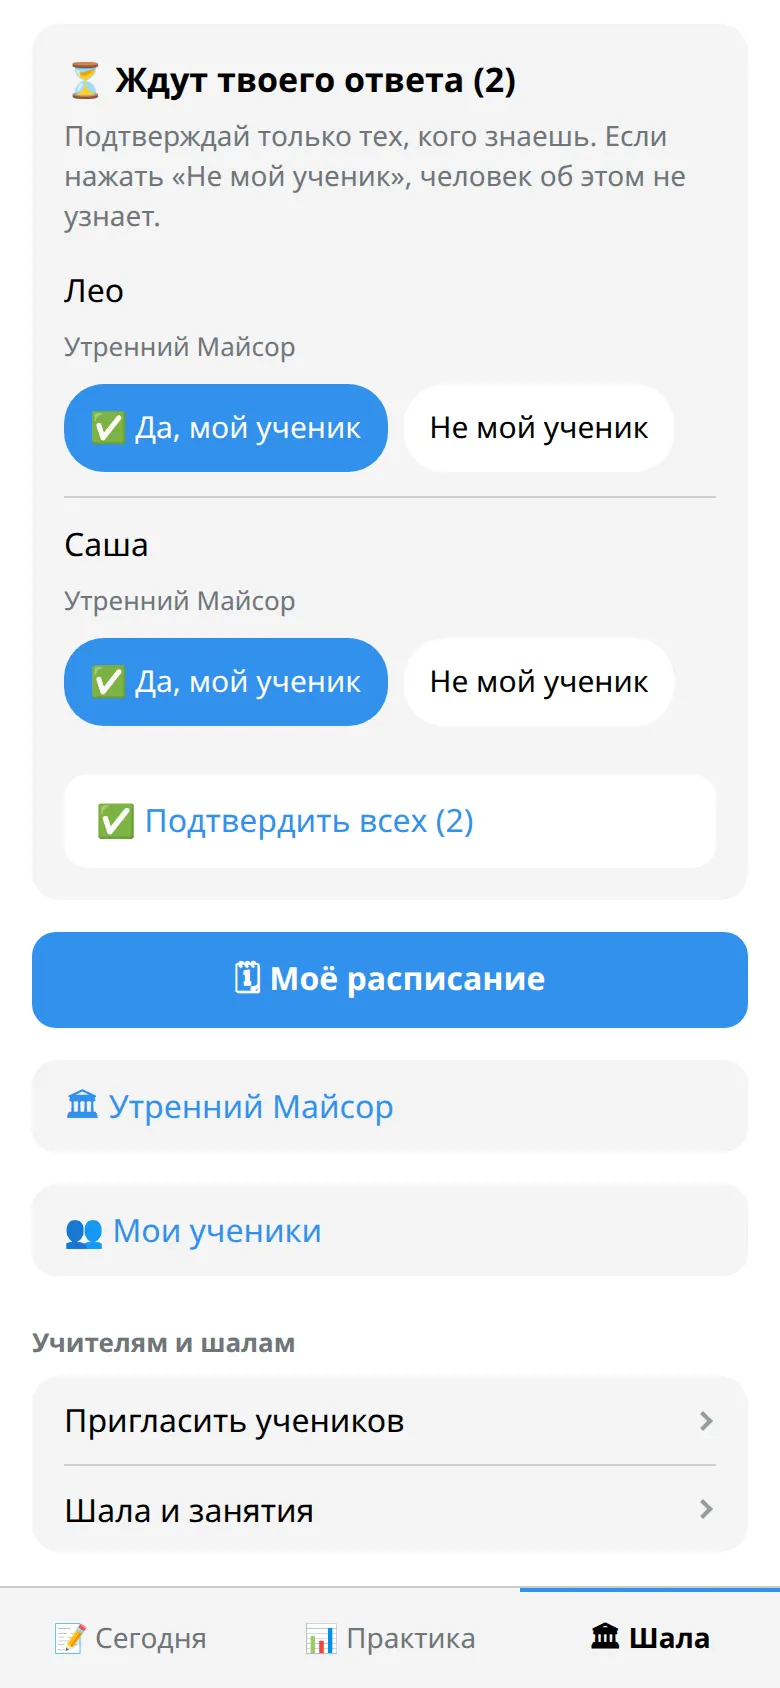 ⏳ Ждут твоего ответа (2)
Подтверждай только тех, кого знаешь. Если
нажать «Не мой ученик», человек об этом не
узнает.
Лео
Утренний Майсор
✅ Да, мой ученик
Не мой ученик
Саша
Утренний Майсор
✅ Да, мой ученик
Не мой ученик
✅ Подтвердить всех (2)
🗓 Моё расписание
🏛 Утренний Майсор
👥 Мои ученики
Учителям и шалам
Пригласить учеников
Шала и занятия
📝 Сегодня
📊 Практика
🏛 Шала